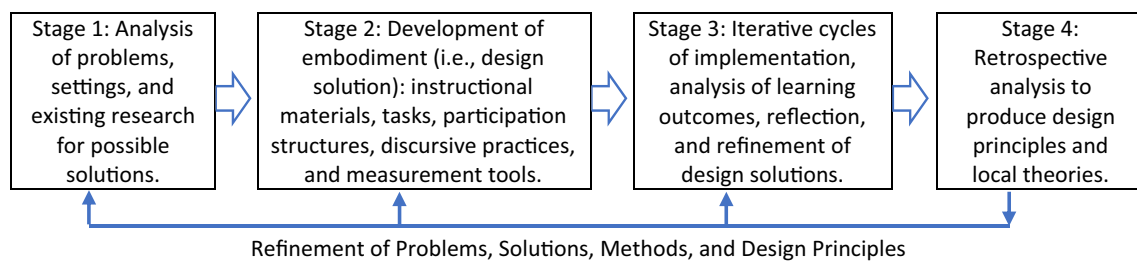 Stage 1: Analysis
of problems,
settings, and
existing research
for possible
solutions.
Stage 2: Development of
embodiment (i.e., design
solution): instructional
materials, tasks, participation
structures, discursive practices,
and measurement tools.
Stage 3: Iterative cycles
of implementation,
analysis of learning
outcomes, reflection,
and refinement of
design solutions.
Stage 4:
Retrospective
analysis to
produce design
principles and
local theories.
Refinement of Problems, Solutions, Methods, and Design Principles